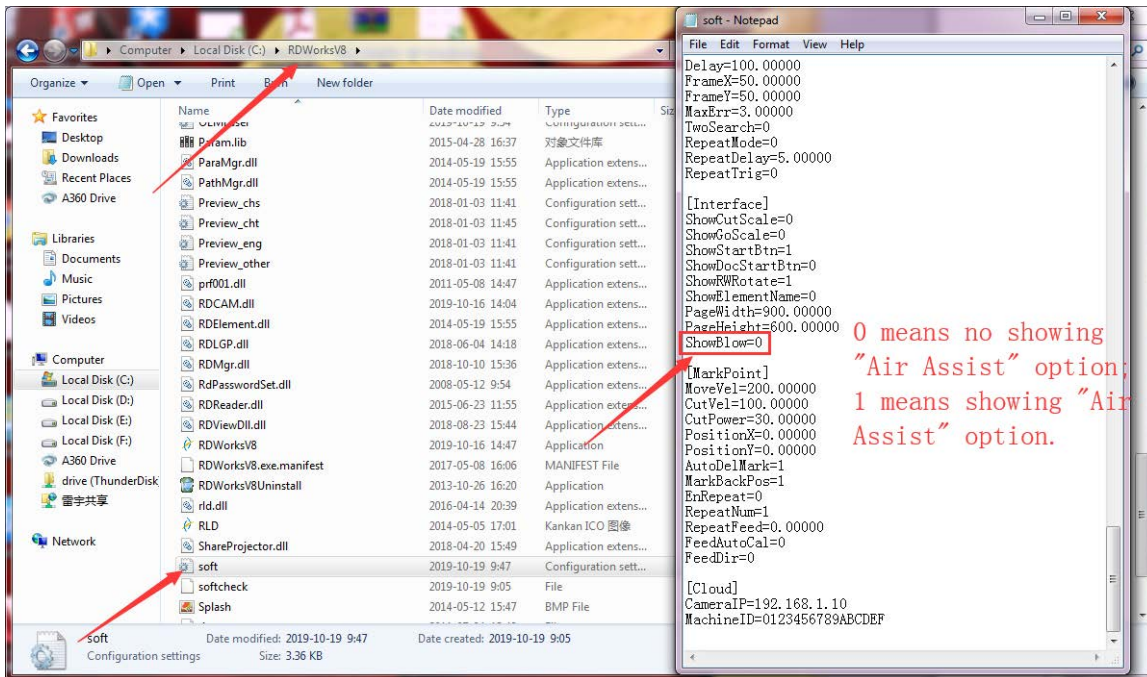 Computer ▸ Local Disk (C:) ▸ RDWorksV8 ▸
Organize Open Print New folder
Favorites
Desktop
Downloads
Recent Places
A360 Drive
Libraries
Documents
Music
Pictures
Videos
Computer
Local Disk (C:)
Local Disk (D:)
Local Disk (E:)
Local Disk (F:)
A360 Drive
drive (ThunderDisk
雷宇共享
Network
Name Date modified Type Siz
Param.lib 2015-04-28 16:37 对象文件库
ParaMgr.dll 2014-05-19 15:55 Application extens...
PathMgr.dll 2014-05-19 15:55 Application extens...
Preview_chs 2018-01-03 11:41 Configuration sett...
Preview_cht 2018-01-03 11:45 Configuration sett...
Preview_eng 2018-01-03 11:41 Configuration sett...
Preview_other 2018-01-03 11:41 Configuration sett...
prf001.dll 2011-05-08 14:47 Application extens...
RDCAM.dll 2019-10-16 14:04 Application extens...
RDElement.dll 2014-05-19 15:55 Application extens...
RDLGP.dll 2018-06-04 14:18 Application extens...
RDMgr.dll 2018-10-10 15:36 Application extens...
RdPasswordSet.dll 2008-05-12 9:54 Application extens...
RDReader.dll 2015-06-23 11:55 Application extens...
RDViewDll.dll 2018-08-23 15:44 Application extens...
RDWorksV8 2019-10-16 14:47 Application
RDWorksV8.exe.manifest 2017-05-08 16:06 MANIFEST File
RDWorksV8Uninstall 2013-10-26 16:20 Application
rld.dll 2016-04-14 20:39 Application extens...
RLD 2014-05-05 17:01 Kankan ICO 图像
ShareProjector.dll 2018-04-20 15:49 Application extens...
soft 2019-10-19 9:47 Configuration sett...
softcheck 2019-10-19 9:05 File
Splash 2014-05-12 15:47 BMP File
soft Date modified: 2019-10-19 9:47 Date created: 2019-10-19 9:05
Configuration settings Size: 3.36 KB
soft - Notepad
File Edit Format View Help
Delay=100.00000
FrameX=50.00000
FrameY=50.00000
MaxErr=3.00000
TwoSearch=0
RepeatMode=0
RepeatDelay=5.00000
RepeatTrig=0
[Interface]
ShowCutScale=0
ShowGoScale=0
ShowStartBtn=1
ShowDocStartBtn=0
ShowRWRotate=1
ShowElementName=0
PageWidth=900.00000
PageHeight=600.00000
ShowBlow=0
[MarkPoint]
MoveVel=200.00000
CutVel=100.00000
CutPower=30.00000
PositionX=0.00000
PositionY=0.00000
AutoDelMark=1
MarkBackPos=1
EnRepeat=0
RepeatNum=1
RepeatFeed=0.00000
FeedAutoCal=0
FeedDir=0
[Cloud]
CameraIP=192.168.1.10
MachineID=0123456789ABCDEF
0 means no showing
"Air Assist" option;
1 means showing "Air
Assist" option.